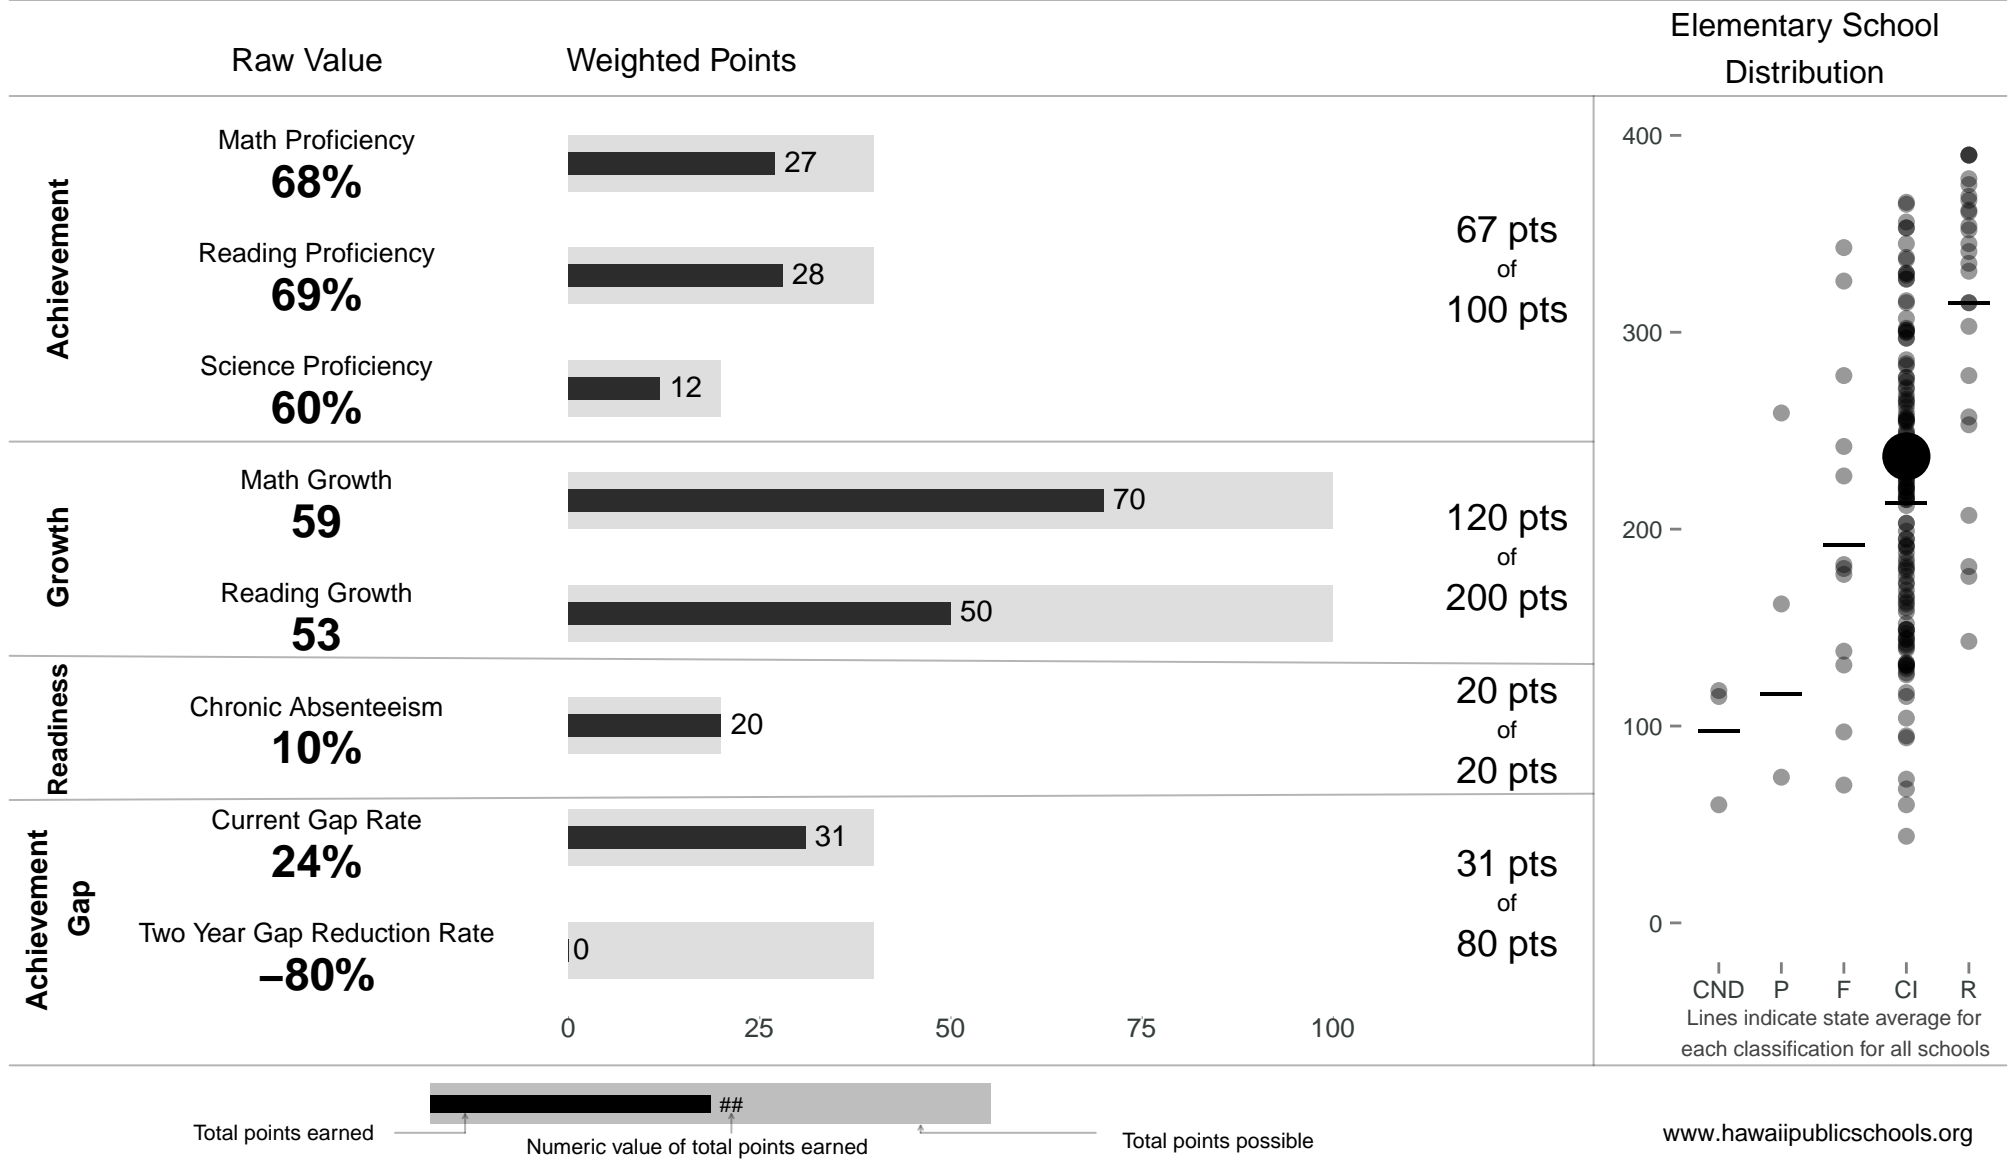 Raw Value
Weighted Points
Elementary School
Distribution
Achievement
Math Proficiency
68%
27
Reading Proficiency
69%
28
Science Proficiency
60%
12
67 pts
of
100 pts
Growth
Math Growth
59
70
Reading Growth
53
50
120 pts
of
200 pts
Readiness
Chronic Absenteeism
10%
20
20 pts
of
20 pts
Achievement
Gap
Current Gap Rate
24%
31
Two Year Gap Reduction Rate
–80%
0
31 pts
of
80 pts
0 25 50 75 100
400
300
200
100
0
CND P F CI R
Lines indicate state average for
each classification for all schools
##
Total points earned
Numeric value of total points earned
Total points possible
www.hawaiipublicschools.org